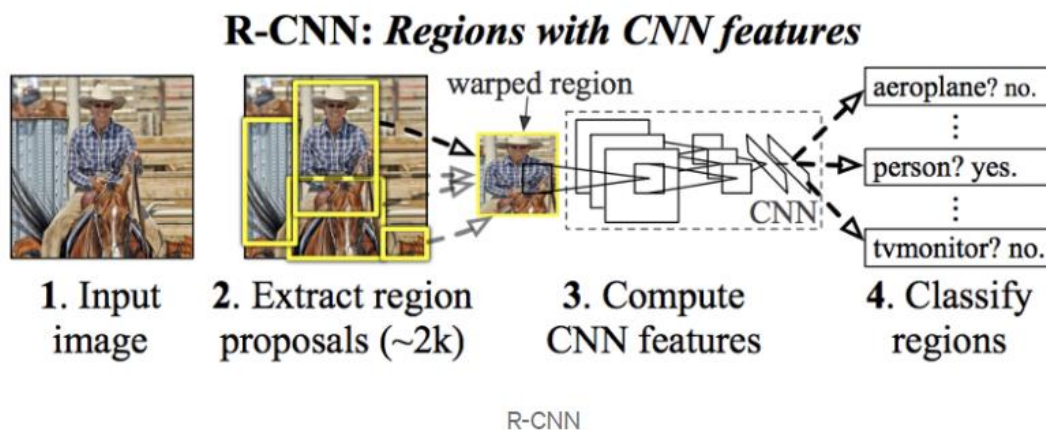 R-CNN: Regions with CNN features
warped region
aeroplane? no.
⋮
person? yes.
⋮
tvmonitor? no.
CNN
1. Input
image
2. Extract region
proposals (~2k)
3. Compute
CNN features
4. Classify
regions
R-CNN